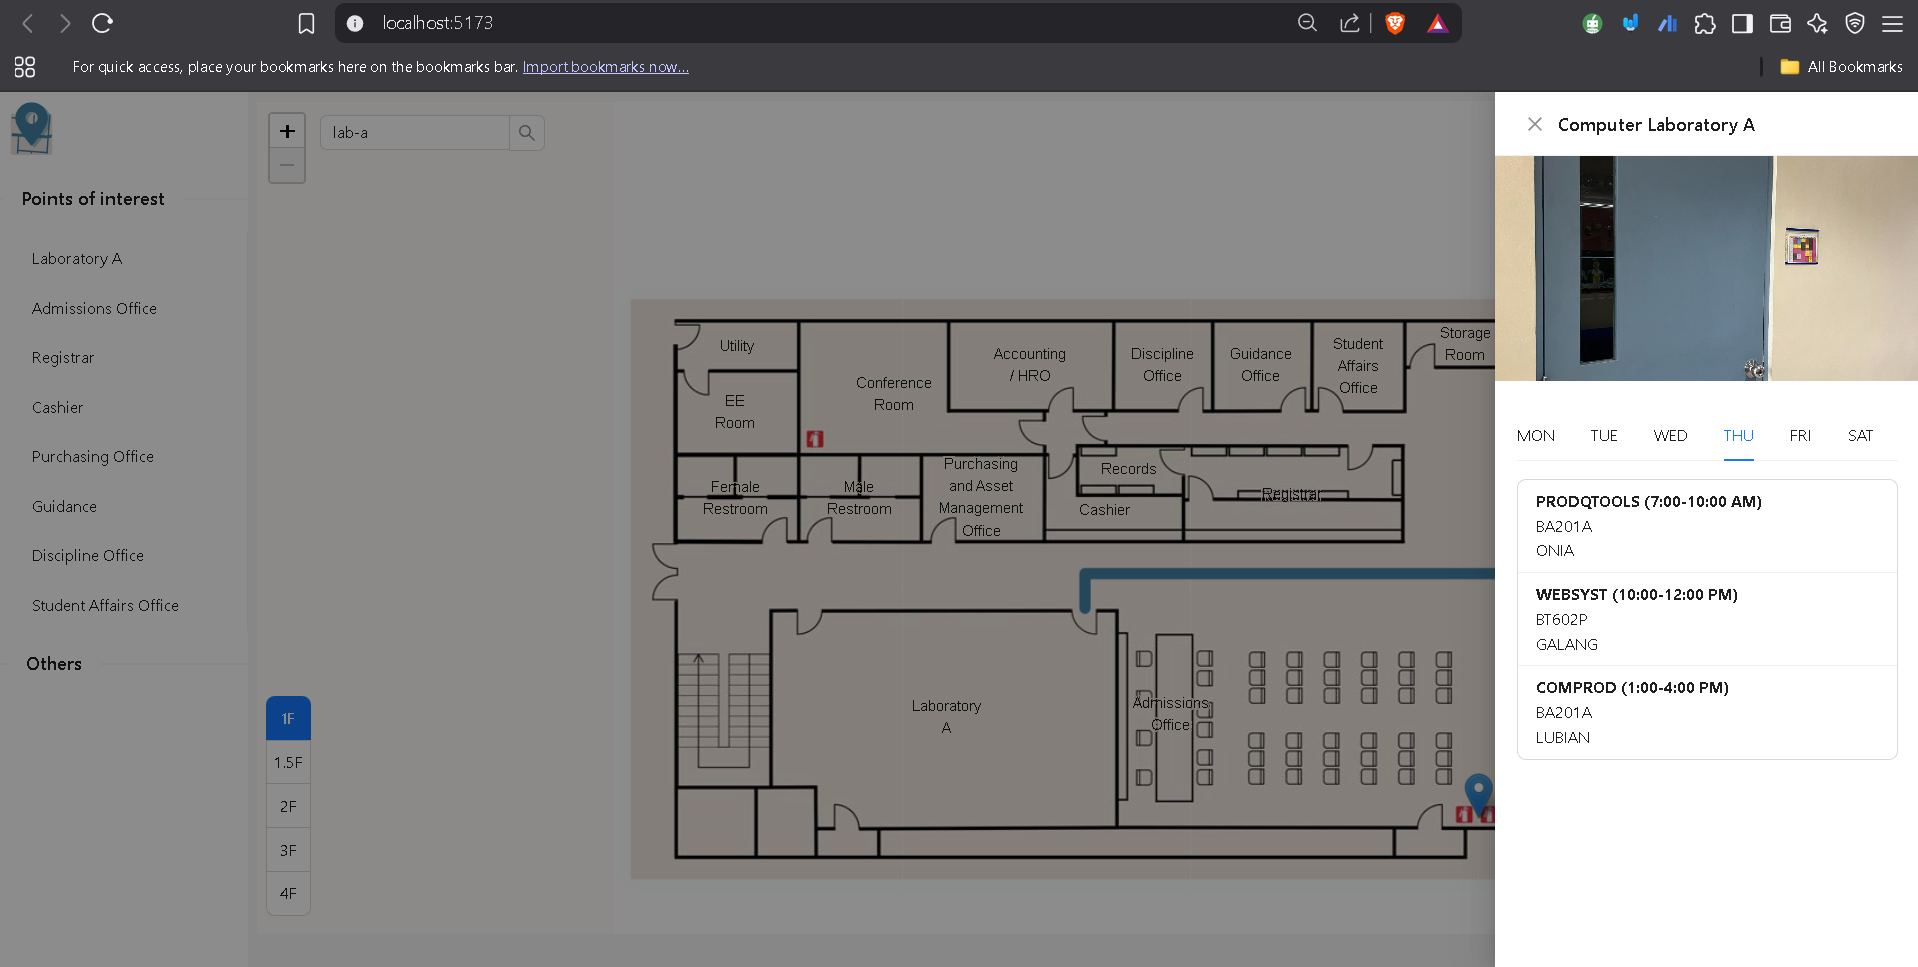 localhost:5173
For quick access, place your bookmarks here on the bookmarks bar. Import bookmarks now...
All Bookmarks
Points of interest
Laboratory A
Admissions Office
Registrar
Cashier
Purchasing Office
Guidance
Discipline Office
Student Affairs Office
Others
+
−
lab-a
1F
1.5F
2F
3F
4F
Utility
EE
Room
Conference
Room
Accounting
/ HRO
Discipline
Office
Guidance
Office
Student
Affairs
Office
Storage
Room
Female
Restroom
Male
Restroom
Purchasing
and Asset
Management
Office
Records
Cashier
Registrar
Laboratory
A
Admissions
Office
Computer Laboratory A
MON TUE WED THU FRI SAT
PRODQTOOLS (7:00-10:00 AM)
BA201A
ONIA
WEBSYST (10:00-12:00 PM)
BT602P
GALANG
COMPROD (1:00-4:00 PM)
BA201A
LUBIAN